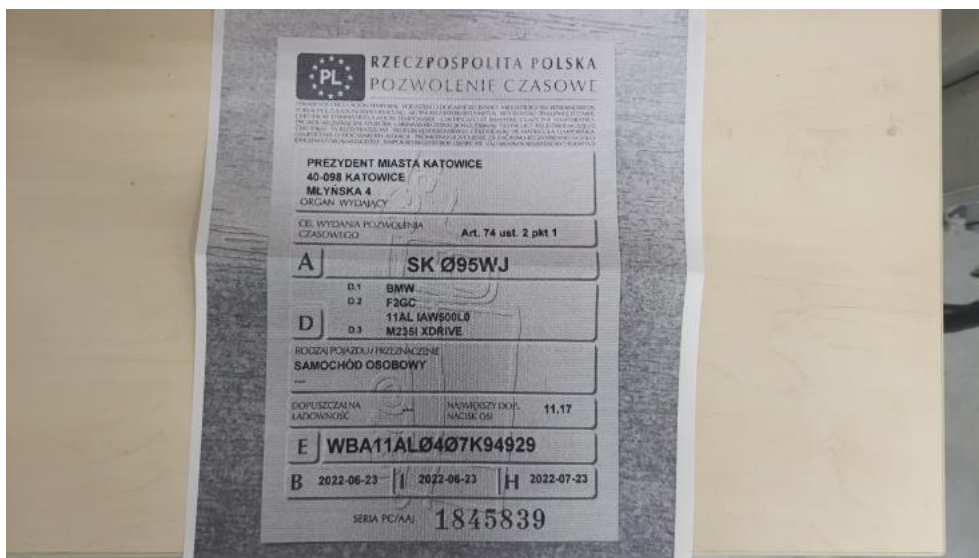 PL
RZECZPOSPOLITA POLSKA
POZWOLENIE CZASOWE
PREZYDENT MIASTA KATOWICE
40-098 KATOWICE
MŁYŃSKA 4
ORGAN WYDAJĄCY
CEL WYDANIA POZWOLENIA
CZASOWEGO
Art. 74 ust. 2 pkt 1
A SK Ø95WJ
D
D.1 BMW
D.2 F2GC
11AL IAW500L0
D.3 M235I XDRIVE
RODZAJ POJAZDU / PRZEZNACZENIE
SAMOCHÓD OSOBOWY
---
DOPUSZCZALNA
ŁADOWNOŚĆ
---
NAJWIĘKSZY DOP.
NACISK OSI
11.17
E WBA11ALØ4Ø7K94929
B 2022-06-23 I 2022-06-23 H 2022-07-23
SERIA PC/AAJ 1845839